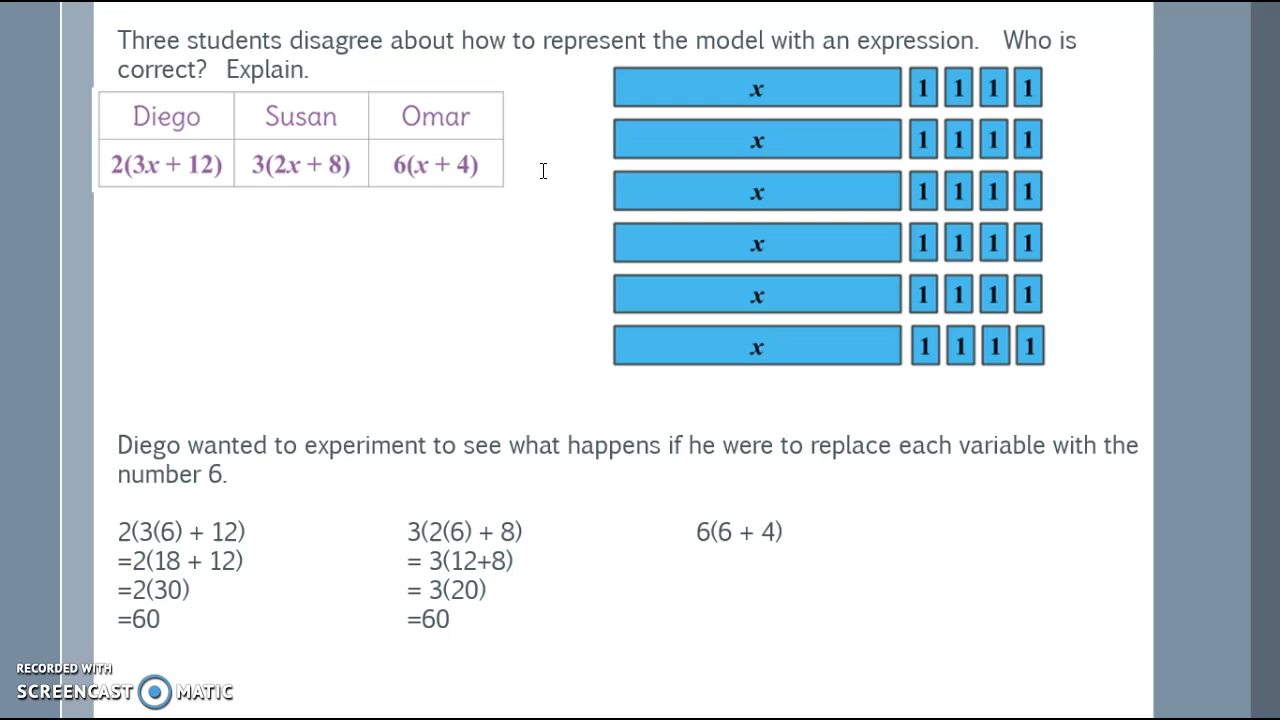 Three students disagree about how to represent the model with an expression. Who is
correct? Explain.
Diego Susan Omar
2(3x + 12) 3(2x + 8) 6(x + 4)
x 1 1 1 1
x 1 1 1 1
x 1 1 1 1
x 1 1 1 1
x 1 1 1 1
x 1 1 1 1
Diego wanted to experiment to see what happens if he were to replace each variable with the
number 6.
2(3(6) + 12) 3(2(6) + 8) 6(6 + 4)
=2(18 + 12) = 3(12+8)
=2(30) = 3(20)
=60 =60
RECORDED WITH
SCREENCAST MATIC